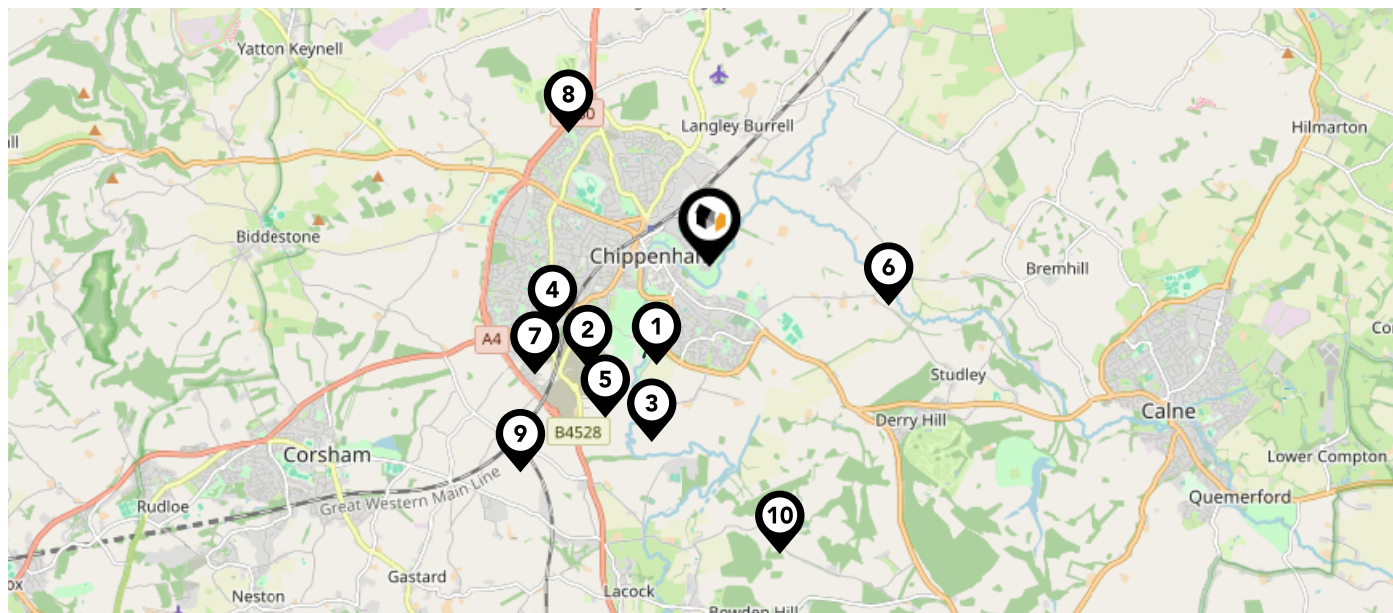 Yatton Keynell
8
Langley Burrell
Hilmarton
Biddestone
Chippenham
6
Bremhill
4
7
2
1
A4
5
3
Studley
Calne
Derry Hill
9
B4528
Corsham
Lower Compton
Great Western Main Line
Rudloe
Quemerford
10
Gastard
Neston
Lacock
Bowden Hill